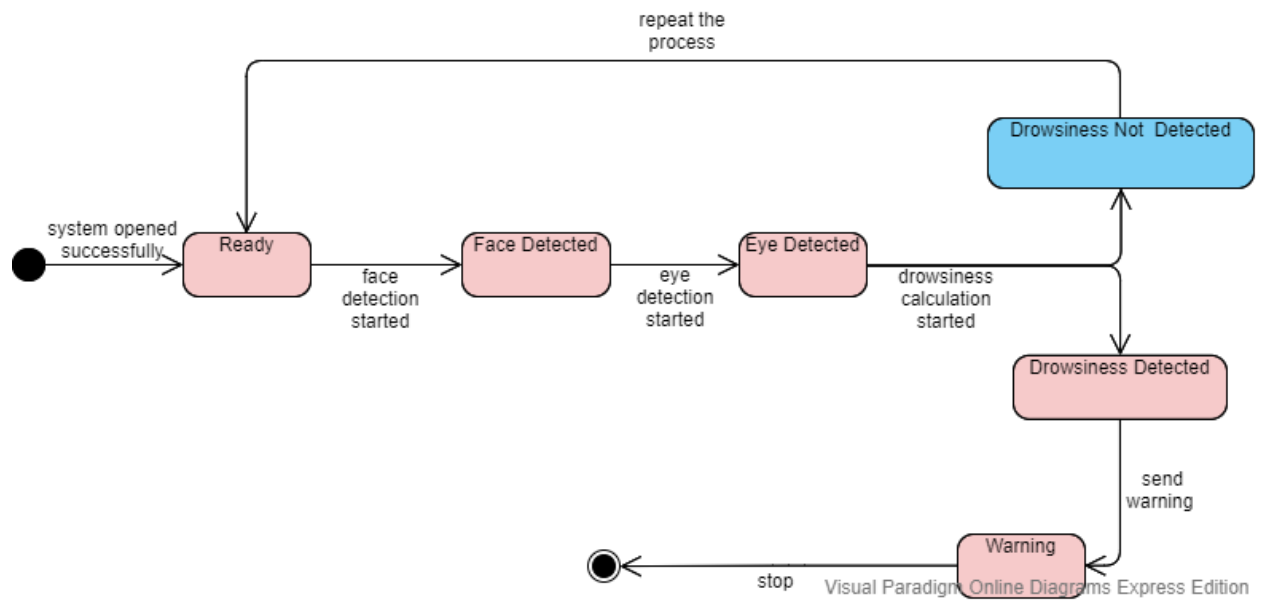 repeat the
process
Drowsiness Not  Detected
system opened
successfully
Ready
Face Detected
Eye Detected
face
detection
started
eye
detection
started
drowsiness
calculation
started
Drowsiness Detected
send
warning
Warning
stop
Visual Paradigm Online Diagrams Express Edition